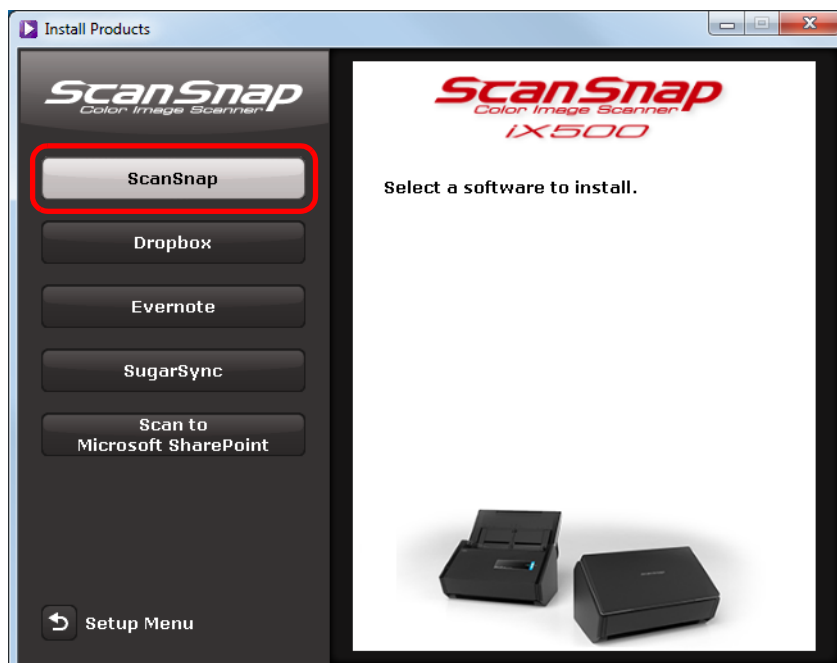 Install Products
ScanSnap
Color Image Scanner
ScanSnap
Dropbox
Evernote
SugarSync
Scan to
Microsoft SharePoint
Setup Menu
ScanSnap
Color Image Scanner
iX500
Select a software to install.